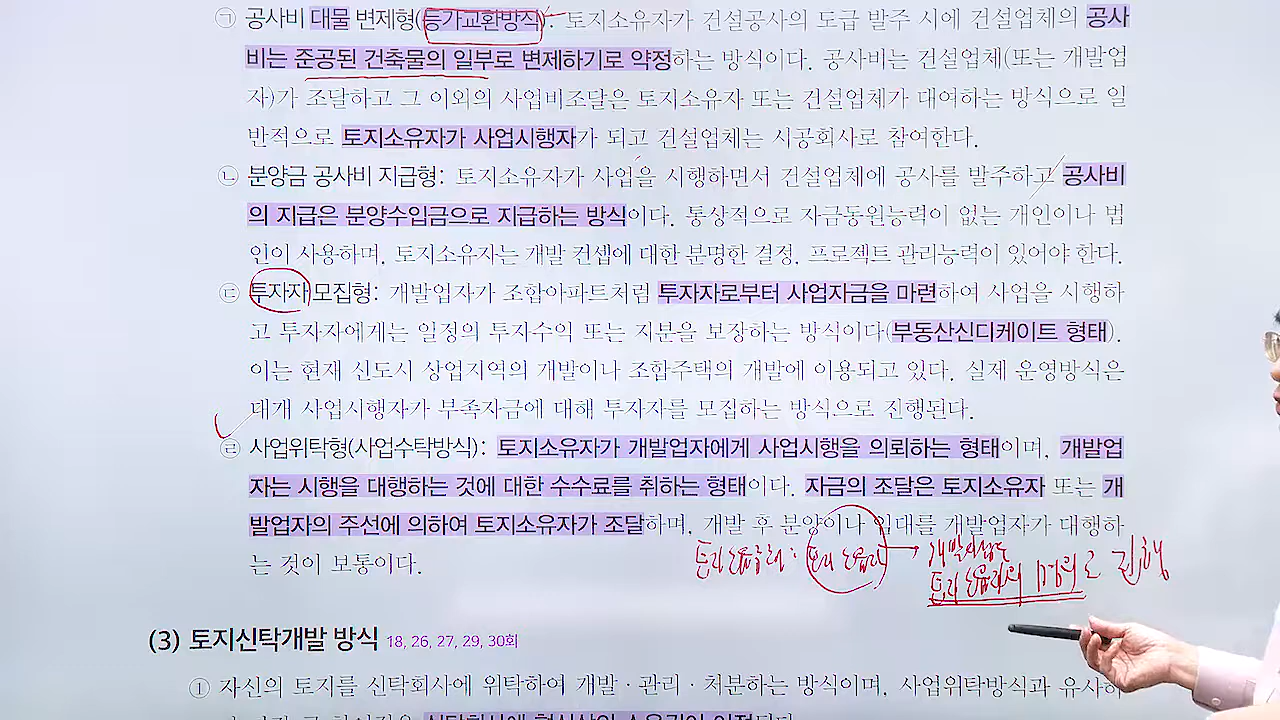 ㉠ 공사비 대물 변제형(등가교환방식): 토지소유자가 건설공사의 도급 발주 시에 건설업체의 공사
비는 준공된 건축물의 일부로 변제하기로 약정하는 방식이다. 공사비는 건설업체(또는 개발업
자)가 조달하고 그 이외의 사업비조달은 토지소유자 또는 건설업체가 대여하는 방식으로 일
반적으로 토지소유자가 사업시행자가 되고 건설업체는 시공회사로 참여한다.
㉡ 분양금 공사비 지급형: 토지소유자가 사업을 시행하면서 건설업체에 공사를 발주하고 공사비
의 지급은 분양수입금으로 지급하는 방식이다. 통상적으로 자금동원능력이 없는 개인이나 법
인이 사용하며, 토지소유자는 개발 컨셉에 대한 분명한 결정, 프로젝트 관리능력이 있어야 한다.
㉢ 투자자 모집형: 개발업자가 조합아파트처럼 투자자로부터 사업자금을 마련하여 사업을 시행하
고 투자자에게는 일정의 투자수익 또는 지분을 보장하는 방식이다(부동산신디케이트 형태).
이는 현재 신도시 상업지역의 개발이나 조합주택의 개발에 이용되고 있다. 실제 운영방식은
대개 사업시행자가 부족자금에 대해 투자자를 모집하는 방식으로 진행된다.
㉣ 사업위탁형(사업수탁방식): 토지소유자가 개발업자에게 사업시행을 의뢰하는 형태이며, 개발업
자는 시행을 대행하는 것에 대한 수수료를 취하는 형태이다. 자금의 조달은 토지소유자 또는 개
발업자의 주선에 의하여 토지소유자가 조달하며, 개발 후 분양이나 임대를 개발업자가 대행하
는 것이 보통이다.
토지소유자 →
토지소유자의 명의로 진행
(3) 토지신탁개발 방식 18, 26, 27, 29, 30회
① 자신의 토지를 신탁회사에 위탁하여 개발·관리·처분하는 방식이며, 사업위탁방식과 유사하